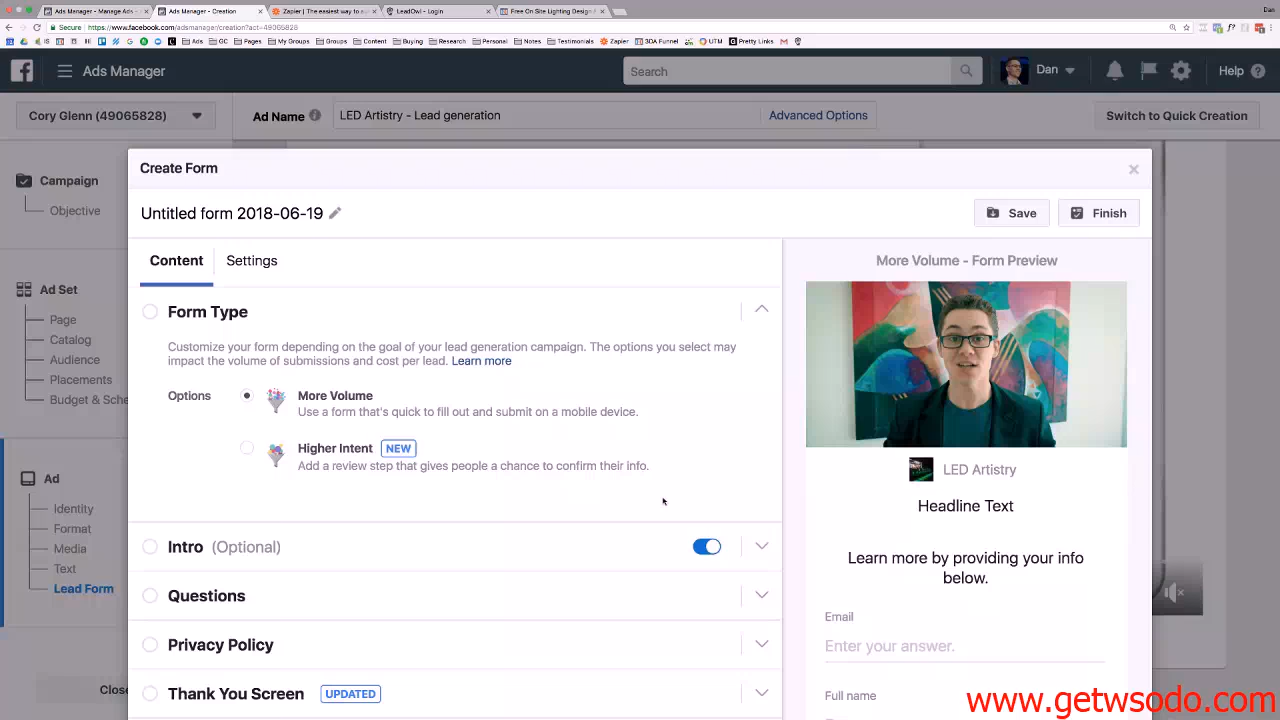 Dan
Ads Manager - Manage Ads -
Ads Manager - Creation
Zapier | The easiest way to
LeadOwl - Login
Free On Site Lighting Design
Secure https://www.facebook.com/adsmanager/creation?act=49065828
IS Ads GC Pages My Groups Groups Content Buying Research Personal Notes Testimonials Zapier 3DA Funnel UTM Pretty Links
Ads Manager
Search
Dan
Help
Cory Glenn (49065828)
Ad Name
LED Artistry - Lead generation
Advanced Options
Switch to Quick Creation
Campaign
Objective
Ad Set
Page
Catalog
Audience
Placements
Budget & Sche
Ad
Identity
Format
Media
Text
Lead Form
Close
Create Form
Untitled form 2018-06-19
Save
Finish
Content
Settings
Form Type
Customize your form depending on the goal of your lead generation campaign. The options you select may
impact the volume of submissions and cost per lead. Learn more
Options
More Volume
Use a form that's quick to fill out and submit on a mobile device.
Higher Intent NEW
Add a review step that gives people a chance to confirm their info.
Intro (Optional)
Questions
Privacy Policy
Thank You Screen UPDATED
More Volume - Form Preview
LED Artistry
Headline Text
Learn more by providing your info
below.
Email
Enter your answer.
Full name
www.getwsodo.com